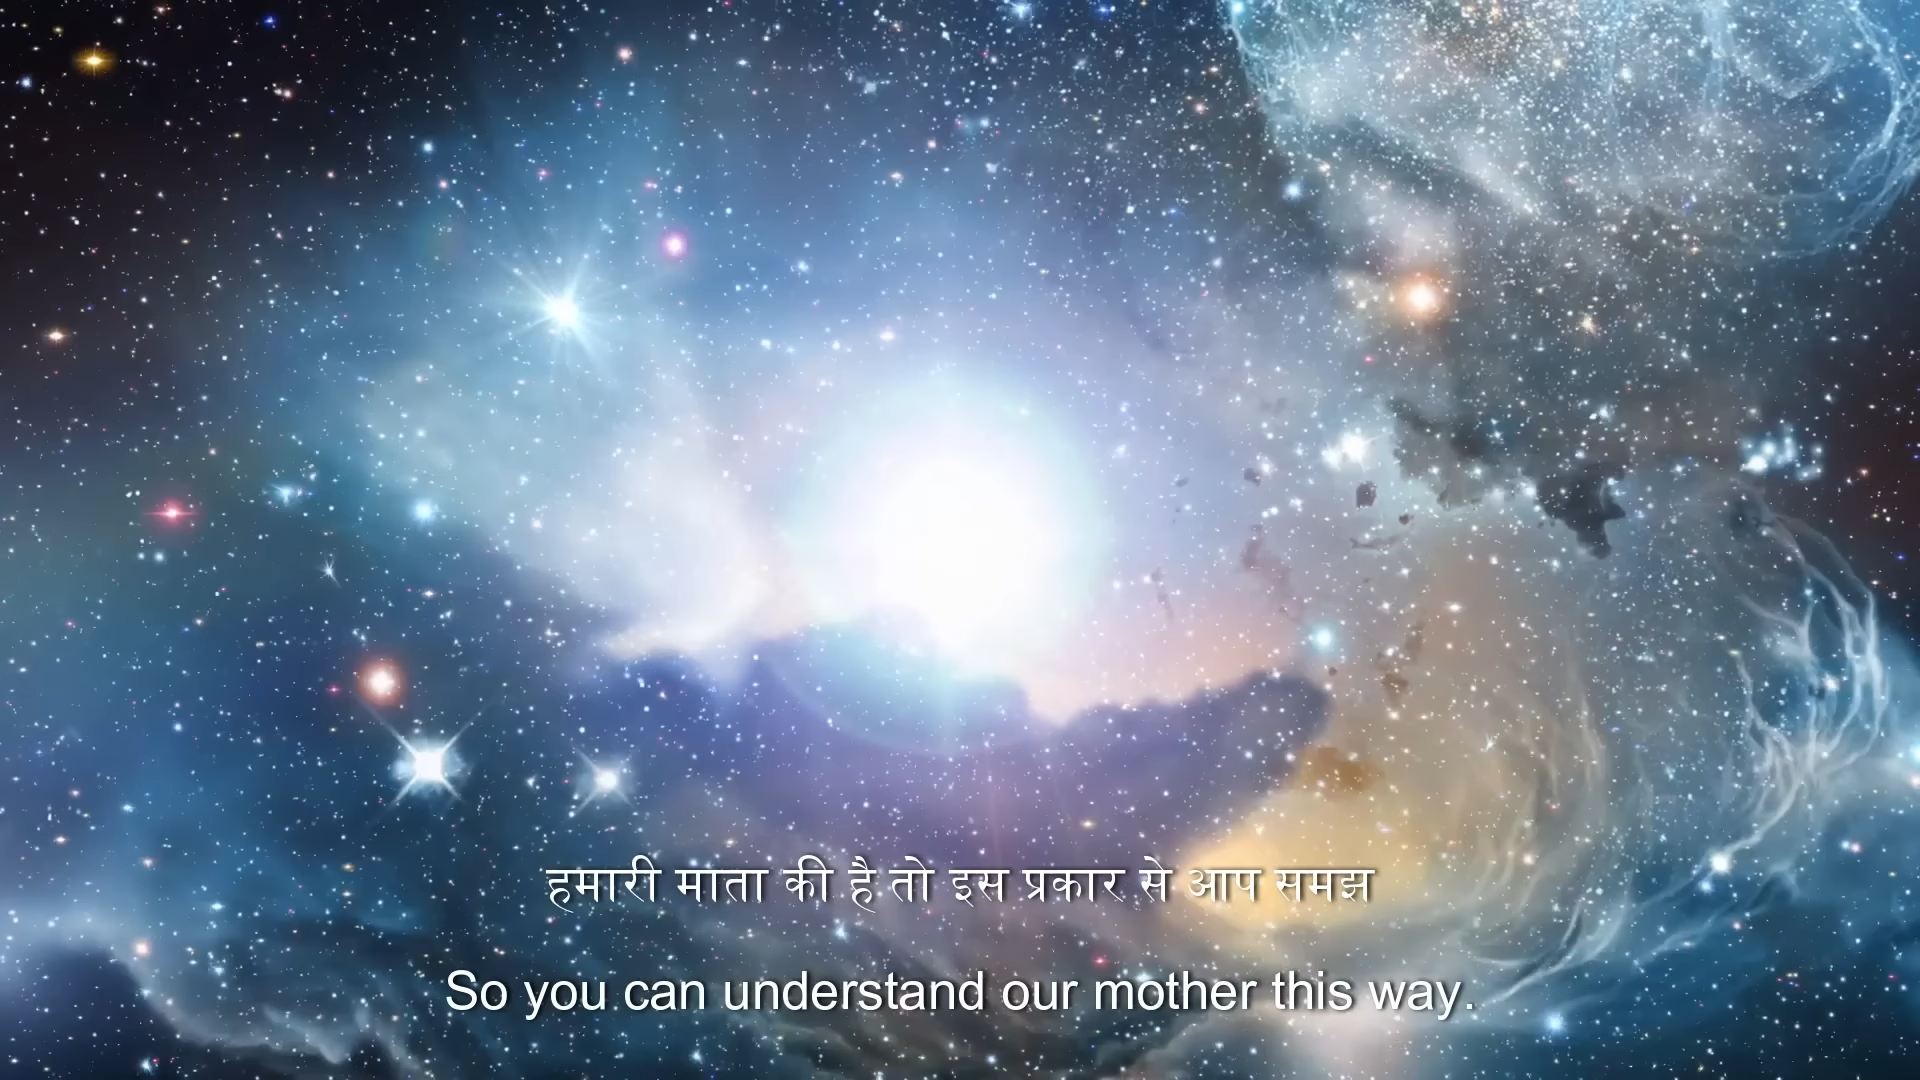 हमारी माता की है तो इस प्रकार से आप समझ
So you can understand our mother this way.